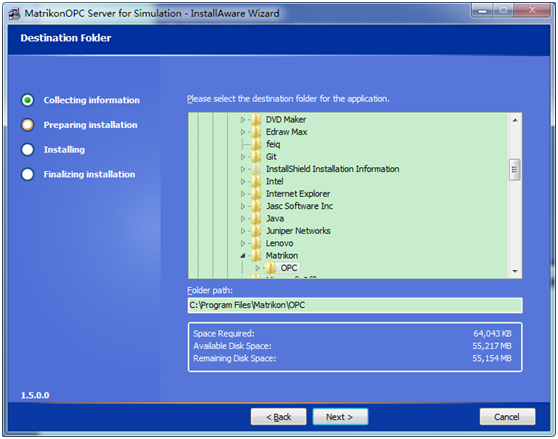 MatrikonOPC Server for Simulation - InstallAware Wizard
Destination Folder
Collecting information
Preparing installation
Installing
Finalizing installation
Please select the destination folder for the application.
DVD Maker
Edraw Max
feiq
Git
InstallShield Installation Information
Intel
Internet Explorer
Jasc Software Inc
Java
Juniper Networks
Lenovo
Matrikon
OPC
Folder path:
C:\Program Files\Matrikon\OPC
Space Required: 64,043 KB
Available Disk Space: 55,217 MB
Remaining Disk Space: 55,154 MB
1.5.0.0
< Back
Next >
Cancel